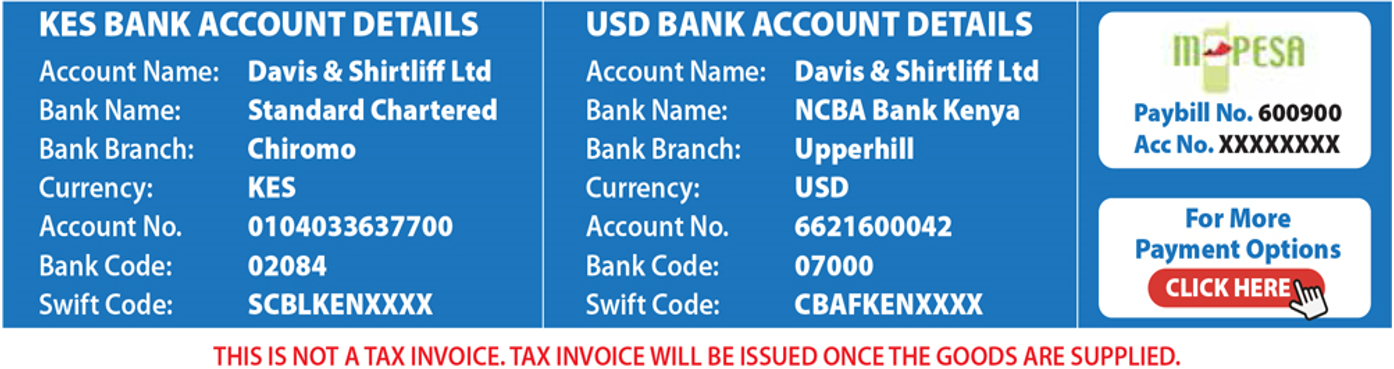 KES BANK ACCOUNT DETAILS
Account Name: Davis & Shirtliff Ltd
Bank Name: Standard Chartered
Bank Branch: Chiromo
Currency: KES
Account No. 0104033637700
Bank Code: 02084
Swift Code: SCBLKENXXXX
USD BANK ACCOUNT DETAILS
Account Name: Davis & Shirtliff Ltd
Bank Name: NCBA Bank Kenya
Bank Branch: Upperhill
Currency: USD
Account No. 6621600042
Bank Code: 07000
Swift Code: CBAFKENXXXX
M-PESA
Paybill No. 600900
Acc No. XXXXXXXX
For More
Payment Options
CLICK HERE
THIS IS NOT A TAX INVOICE. TAX INVOICE WILL BE ISSUED ONCE THE GOODS ARE SUPPLIED.